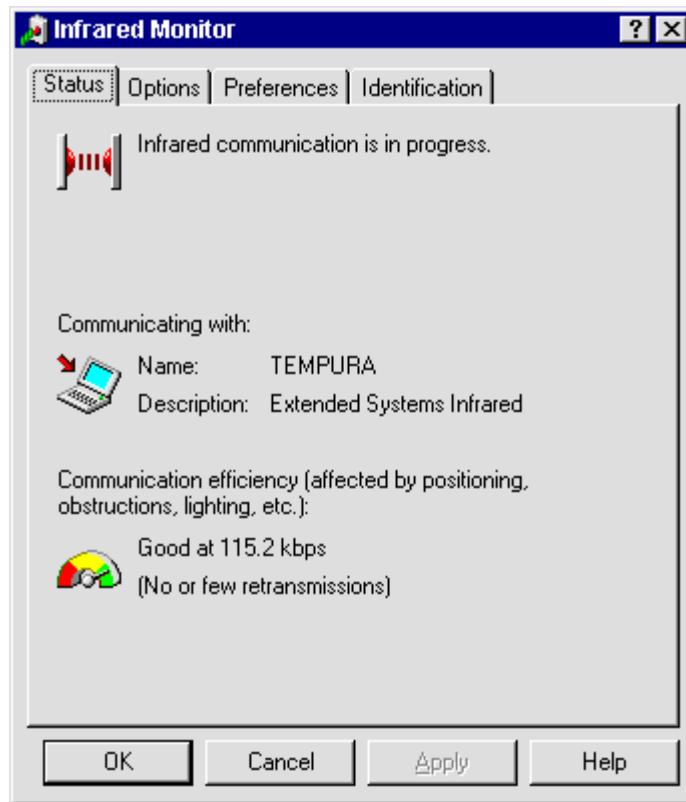 Infrared Monitor
Status Options Preferences Identification
Infrared communication is in progress.
Communicating with:
Name: TEMPURA
Description: Extended Systems Infrared
Communication efficiency (affected by positioning,
obstructions, lighting, etc.):
Good at 115.2 kbps
(No or few retransmissions)
OK Cancel Apply Help